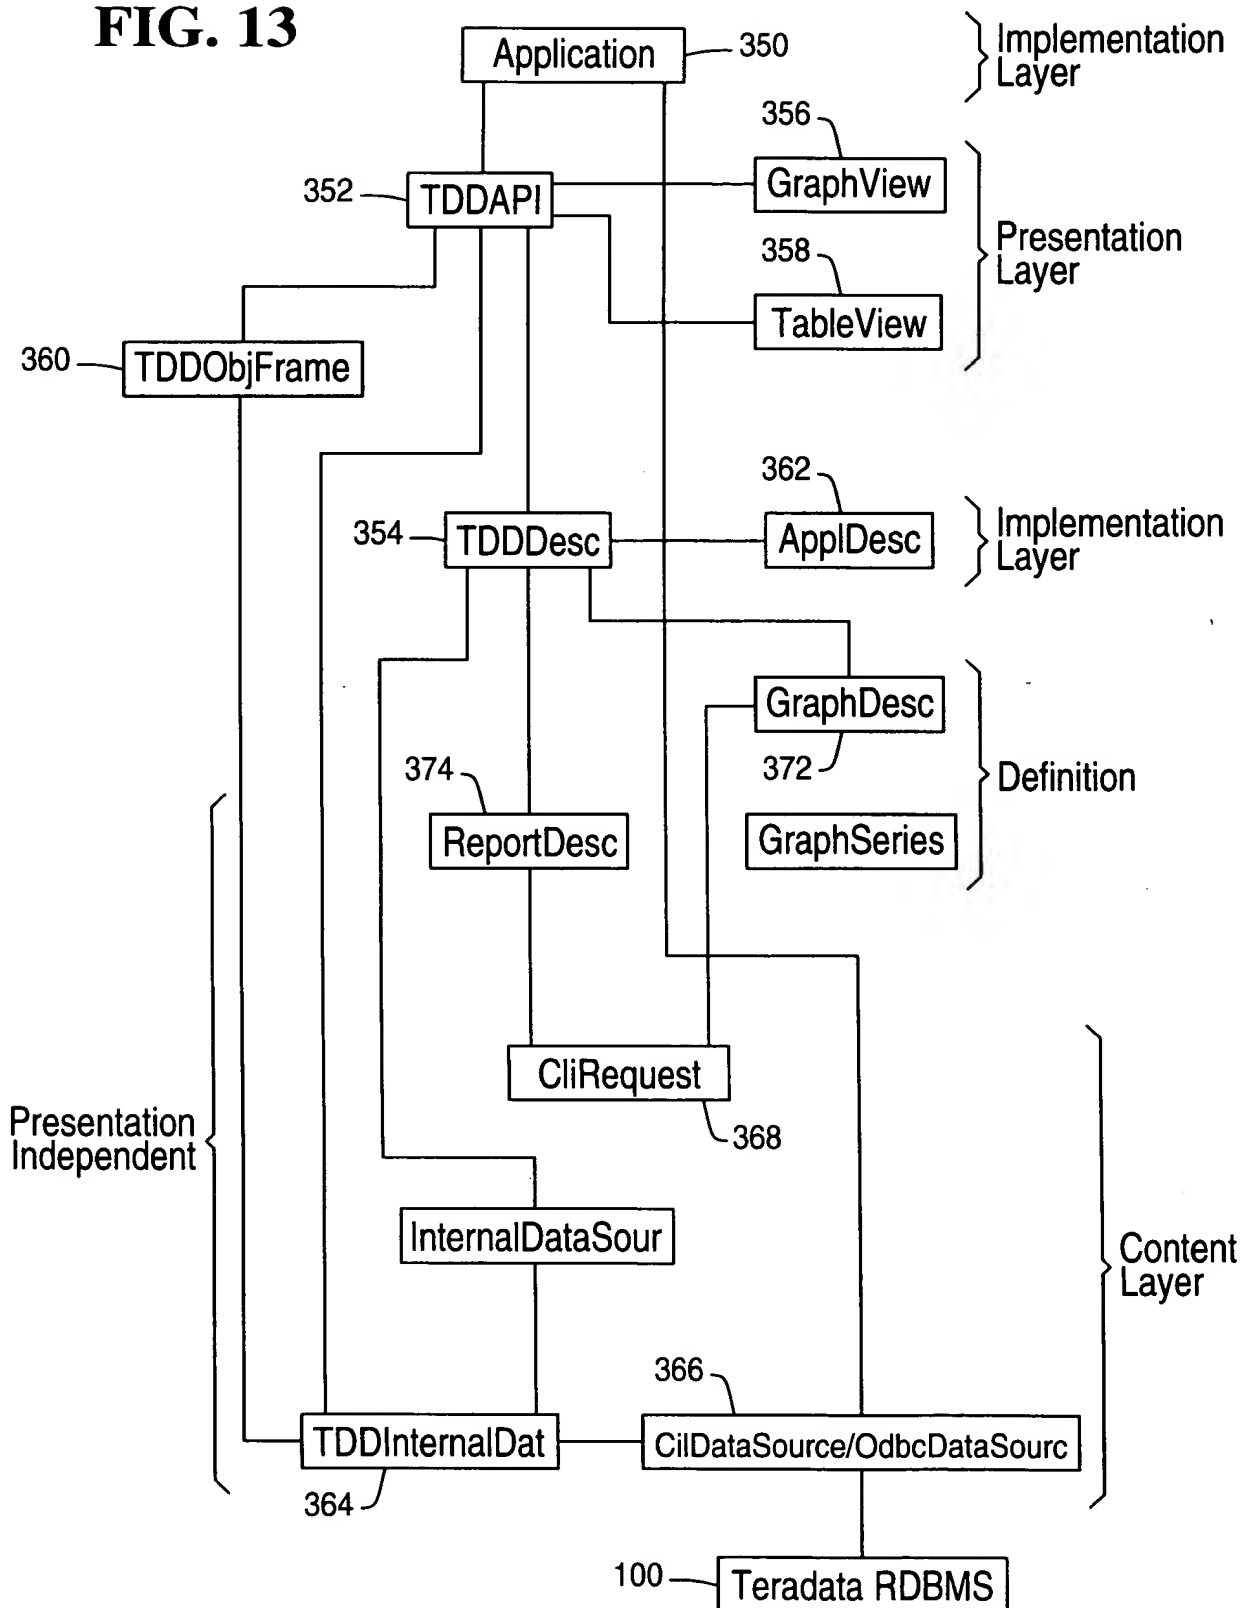 FIG. 13
Application
350
Implementation
Layer
356
GraphView
352
TDDAPI
358
Presentation
Layer
TableView
360
TDDObjFrame
362
354
TDDDesc
ApplDesc
Implementation
Layer
GraphDesc
374
372
Definition
ReportDesc
GraphSeries
CliRequest
368
Presentation
Independent
InternalDataSour
Content
Layer
366
TDDInternalDat
CilDataSource/OdbcDataSourc
364
100
Teradata RDBMS